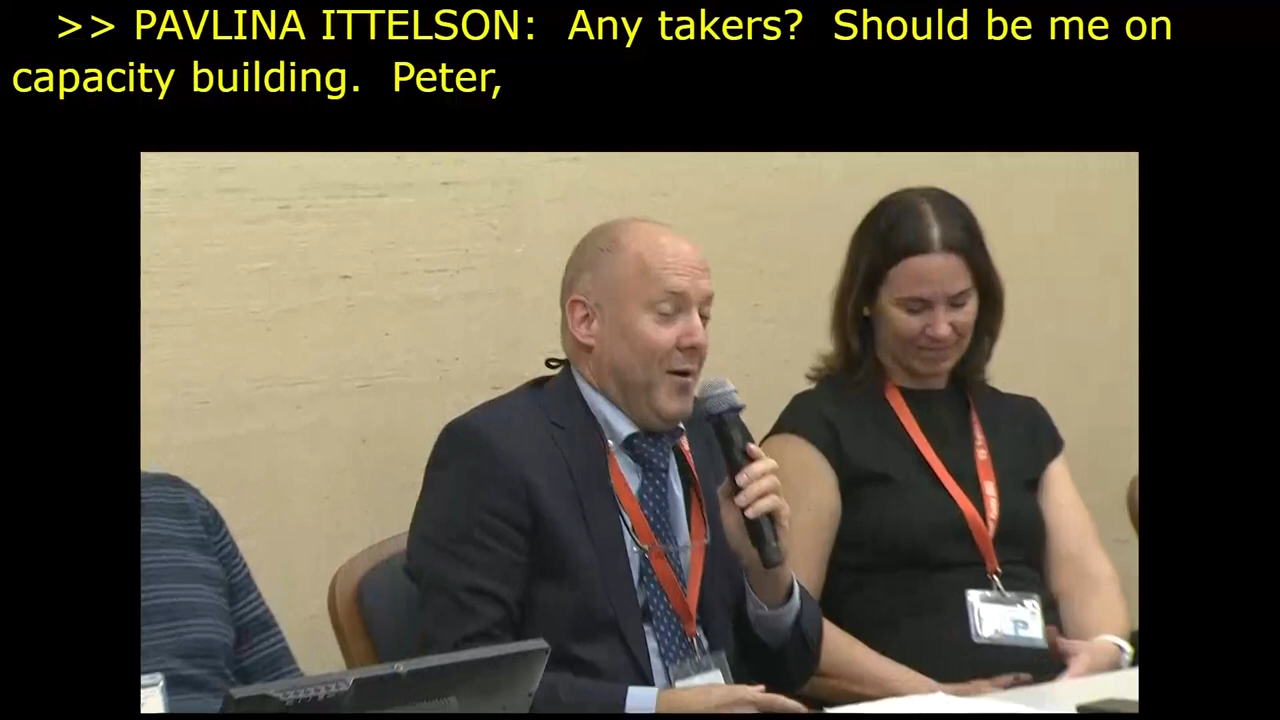 >> PAVLINA ITTELSON:  Any takers?  Should be me on
capacity building.  Peter,